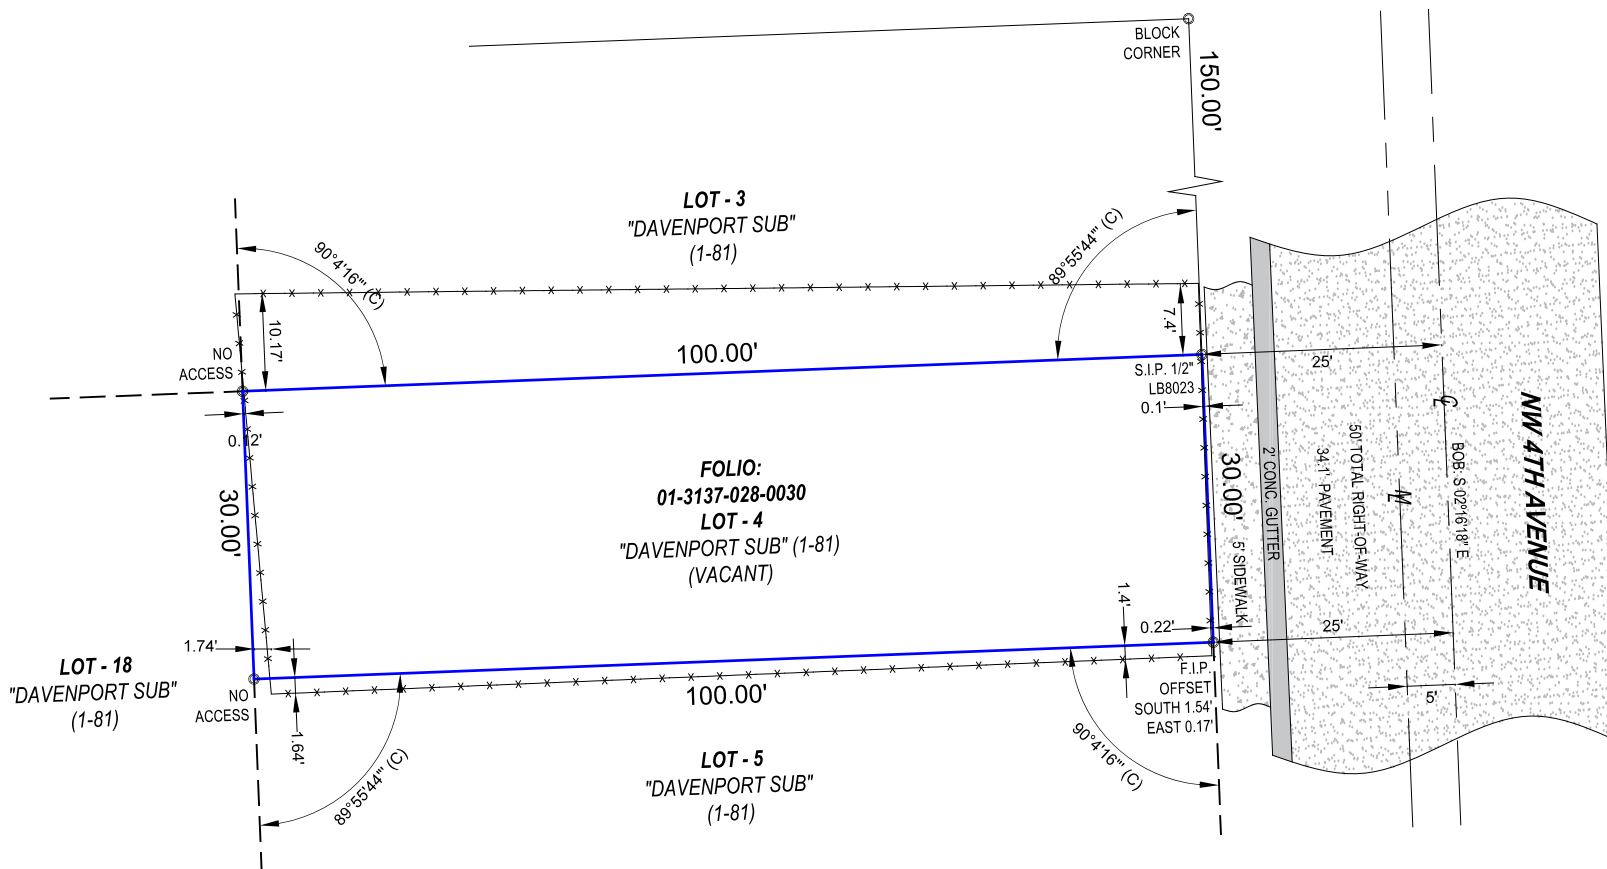 BLOCK
CORNER
150.00'
LOT - 3
"DAVENPORT SUB"
(1-81)
90°4'16"' (C)
89°55'44"' (C)
10.17'
7.4'
NO
ACCESS
100.00'
S.I.P. 1/2"
LB8023
0.1'
25'
0.12'
30.00'
FOLIO:
01-3137-028-0030
LOT - 4
"DAVENPORT SUB" (1-81)
(VACANT)
30.00'
5' SIDEWALK
2' CONC. GUTTER
34.1' PAVEMENT
50' TOTAL RIGHT-OF-WAY
M
L
C
L
BOB: S 02°16'18" E
NW 4TH AVENUE
1.4'
0.22'
25'
1.74'
LOT - 18
"DAVENPORT SUB"
(1-81)
NO
ACCESS
1.64'
100.00'
F.I.P.
OFFSET
SOUTH 1.54'
EAST 0.17'
5'
89°55'44"' (C)
90°4'16"' (C)
LOT - 5
"DAVENPORT SUB"
(1-81)